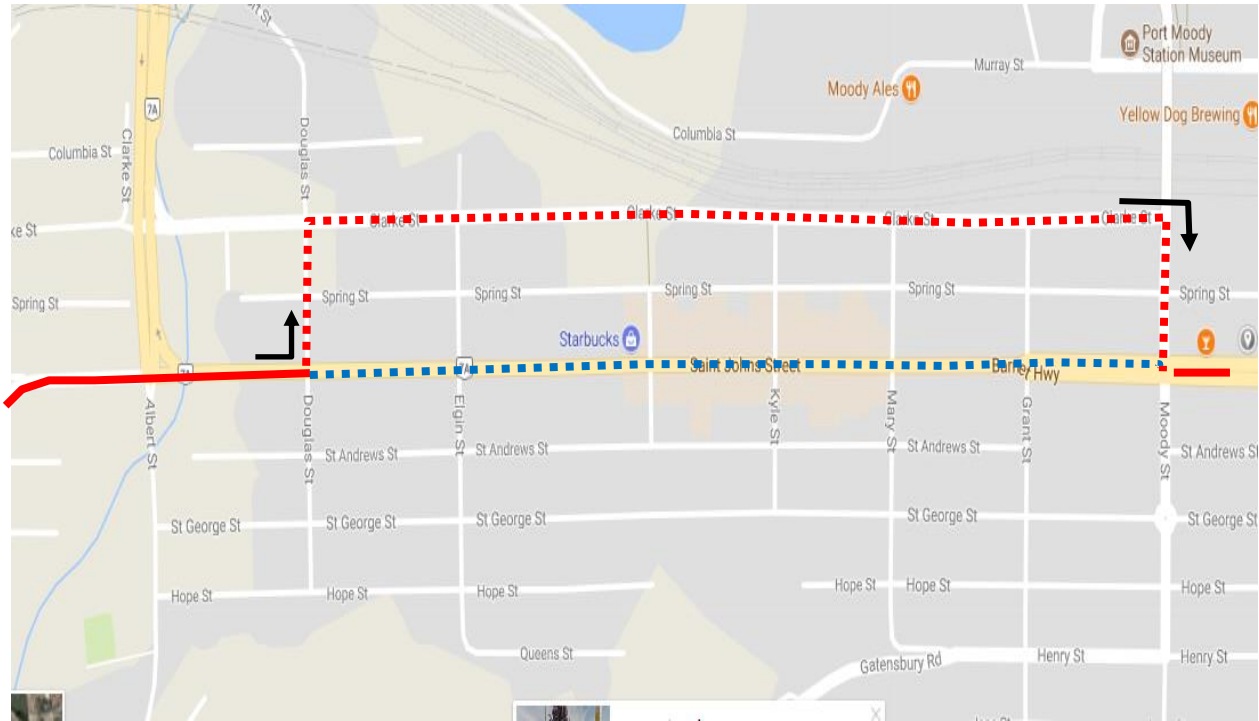 Port Moody
Station Museum
Murray St
Moody Ales
Yellow Dog Brewing
7A
Columbia St
Columbia St
Clarke St
Douglas St
Clarke St
Clarke St
Clarke St
Clarke St
ke St
Spring St
Spring St
Spring St
Spring St
Spring St
Spring St
Starbucks
7A
7A
Saint Johns Street
Barnet Hwy
Albert St
Douglas St
Elgin St
Kyle St
Mary St
Grant St
Moody St
St Andrews St
St Andrews St
St Andrews St
St Andrews St
St George St
St George St
St George St
St George St
St George St
Hope St
Hope St
Hope St
Hope St
Hope St
Hope St
Queens St
Gatensbury Rd
Henry St
Henry St